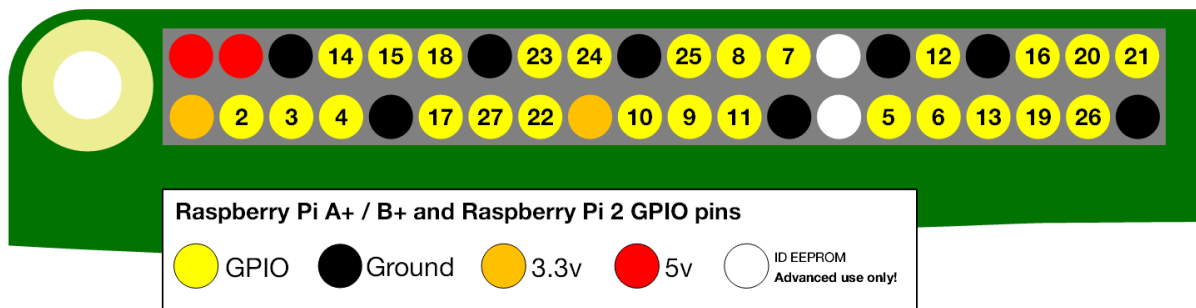 14 15 18 23 24 25 8 7 12 16 20 21
2 3 4 17 27 22 10 9 11 5 6 13 19 26
Raspberry Pi A+ / B+ and Raspberry Pi 2 GPIO pins
GPIO Ground 3.3v 5v ID EEPROM
Advanced use only!